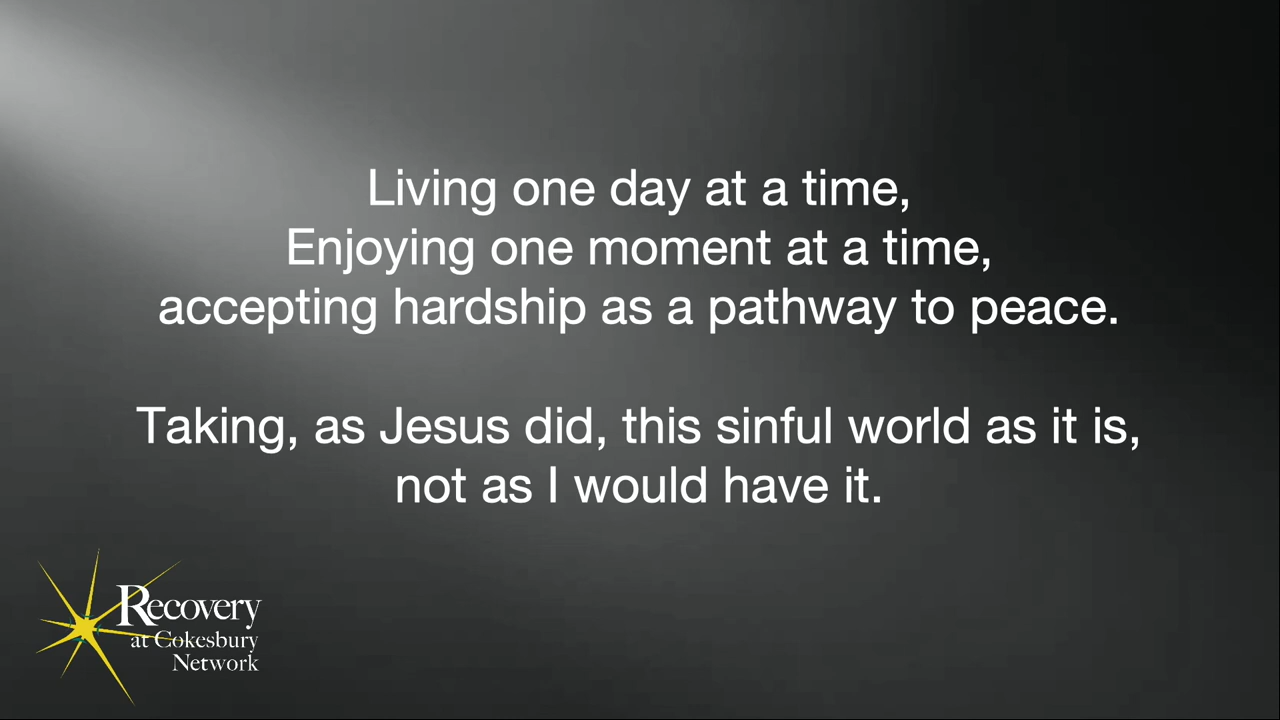 Living one day at a time,
Enjoying one moment at a time,
accepting hardship as a pathway to peace.
Taking, as Jesus did, this sinful world as it is,
not as I would have it.
Recovery
at Cokesbury
Network